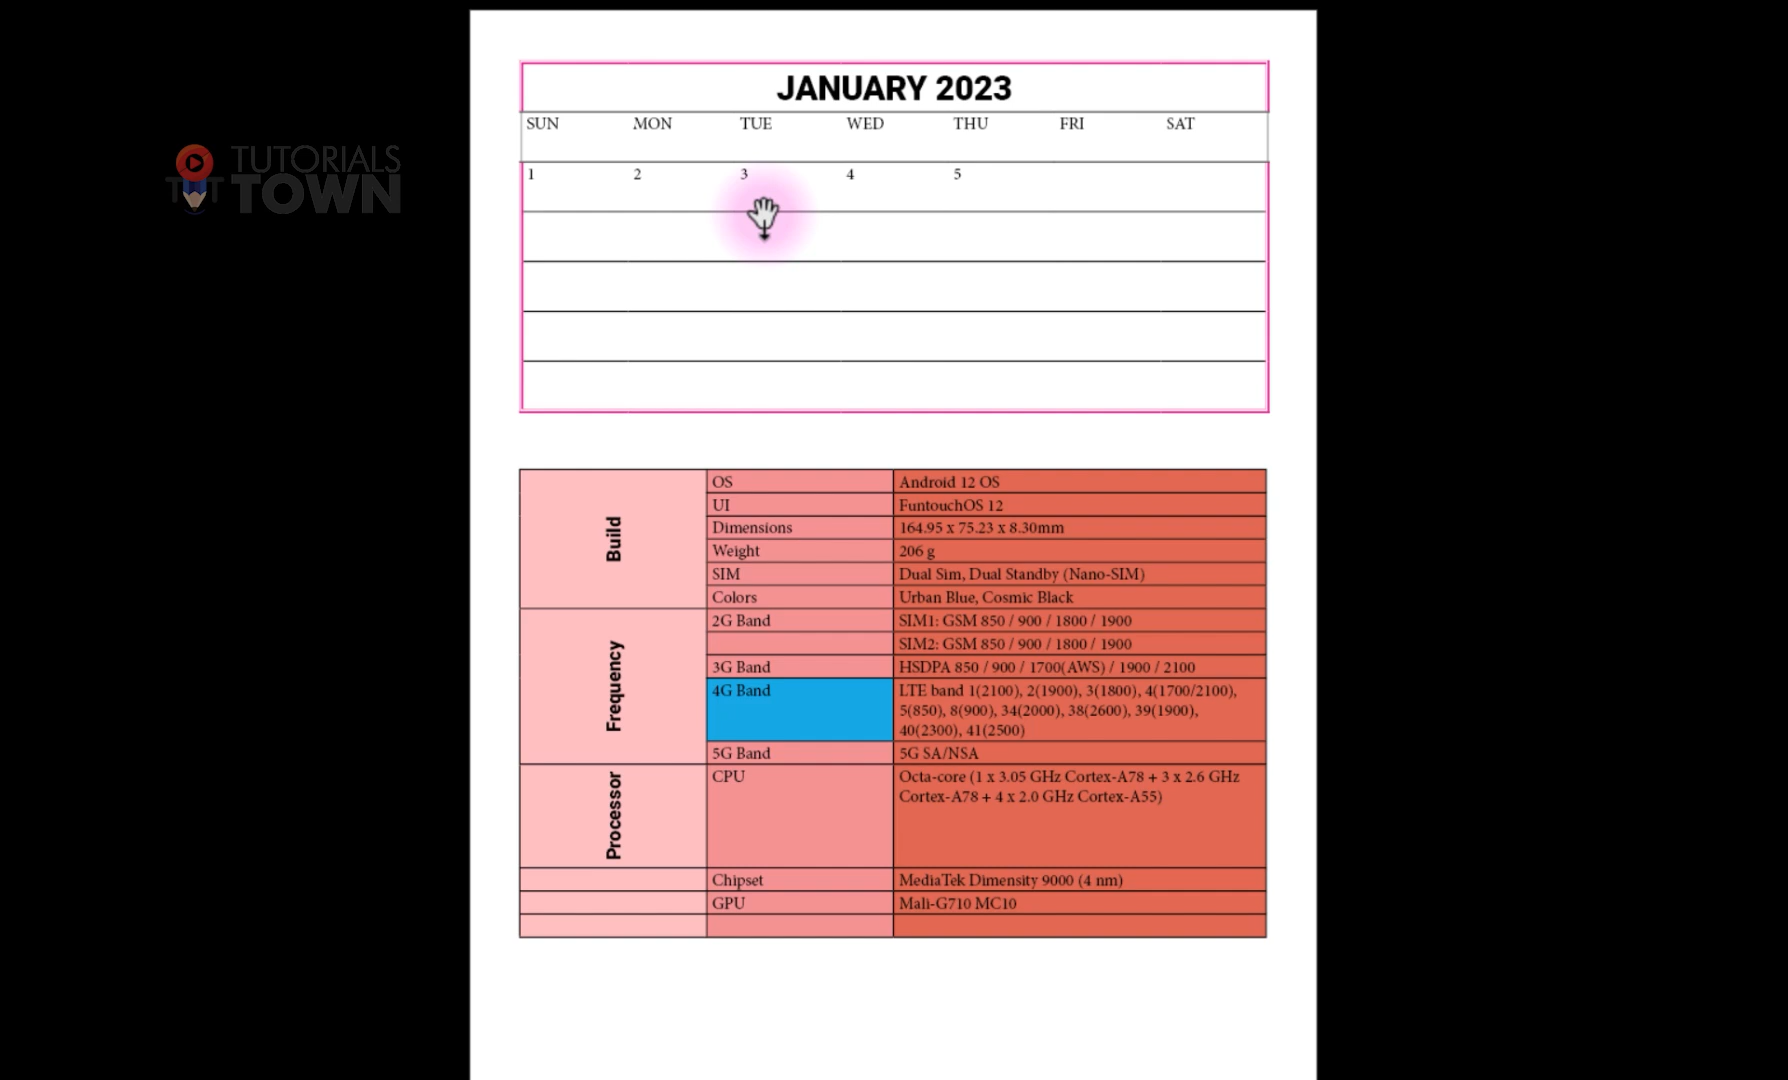 TUTORIALS
TOWN
JANUARY 2023
SUN MON TUE WED THU FRI SAT
1 2 3 4 5
Build
OS Android 12 OS
UI FuntouchOS 12
Dimensions 164.95 x 75.23 x 8.30mm
Weight 206 g
SIM Dual Sim, Dual Standby (Nano-SIM)
Colors Urban Blue, Cosmic Black
Frequency
2G Band SIM1: GSM 850 / 900 / 1800 / 1900
SIM2: GSM 850 / 900 / 1800 / 1900
3G Band HSDPA 850 / 900 / 1700(AWS) / 1900 / 2100
4G Band LTE band 1(2100), 2(1900), 3(1800), 4(1700/2100),
5(850), 8(900), 34(2000), 38(2600), 39(1900),
40(2300), 41(2500)
5G Band 5G SA/NSA
Processor
CPU Octa-core (1 x 3.05 GHz Cortex-A78 + 3 x 2.6 GHz
Cortex-A78 + 4 x 2.0 GHz Cortex-A55)
Chipset MediaTek Dimensity 9000 (4 nm)
GPU Mali-G710 MC10